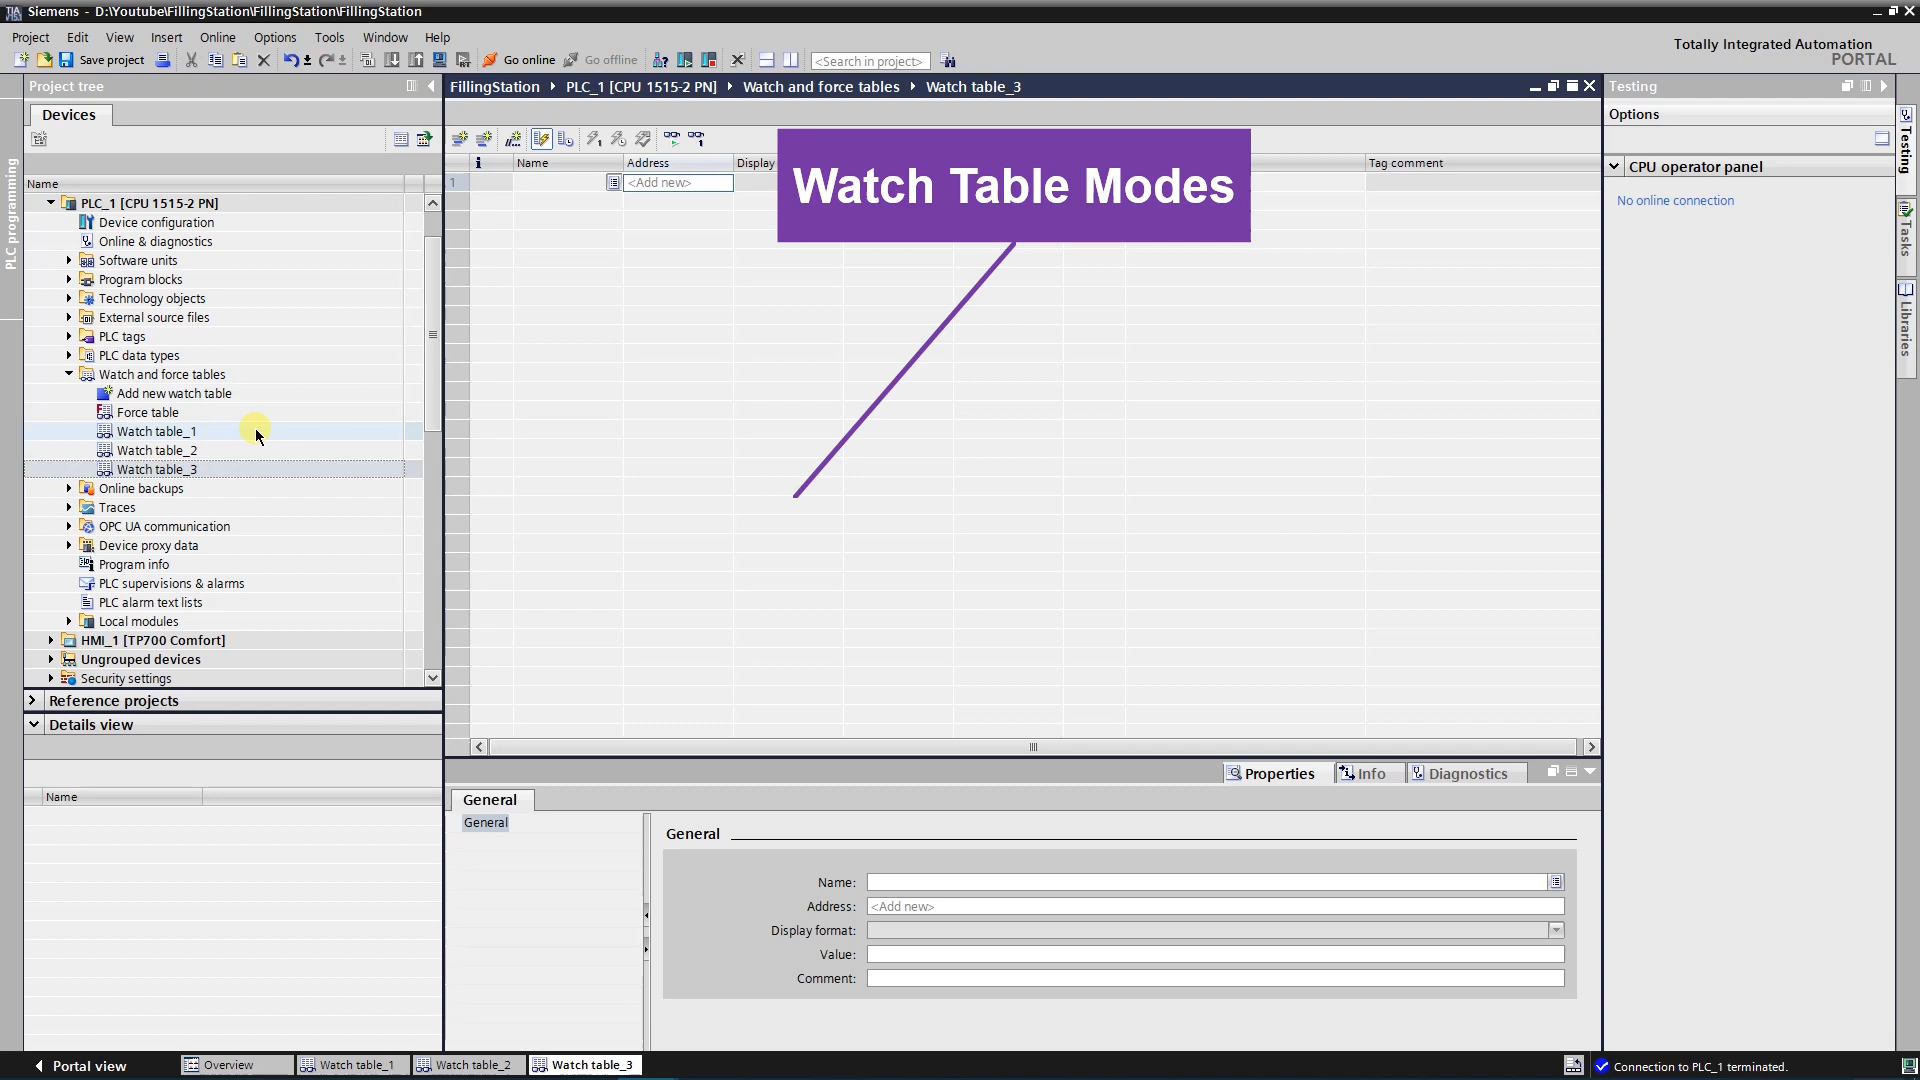 Siemens - D:\Youtube\FillingStation\FillingStation\FillingStation
Project Edit View Insert Online Options Tools Window Help
Totally Integrated Automation
PORTAL
Save project
Go online
Go offline
<Search in project>
Project tree
FillingStation PLC_1 [CPU 1515-2 PN] Watch and force tables Watch table_3
Testing
Devices
Options
PLC programming
Name
PLC_1 [CPU 1515-2 PN]
Device configuration
Online & diagnostics
Software units
Program blocks
Technology objects
External source files
PLC tags
PLC data types
Watch and force tables
Add new watch table
Force table
Watch table_1
Watch table_2
Watch table_3
Online backups
Traces
OPC UA communication
Device proxy data
Program info
PLC supervisions & alarms
PLC alarm text lists
Local modules
HMI_1 [TP700 Comfort]
Ungrouped devices
Security settings
Reference projects
Details view
Name
i Name Address Display Tag comment
1 <Add new>
Watch Table Modes
CPU operator panel
No online connection
Testing
Tasks
Libraries
Properties Info Diagnostics
General
General
General
Name:
Address: <Add new>
Display format:
Value:
Comment:
Portal view Overview Watch table_1 Watch table_2 Watch table_3
Connection to PLC_1 terminated.